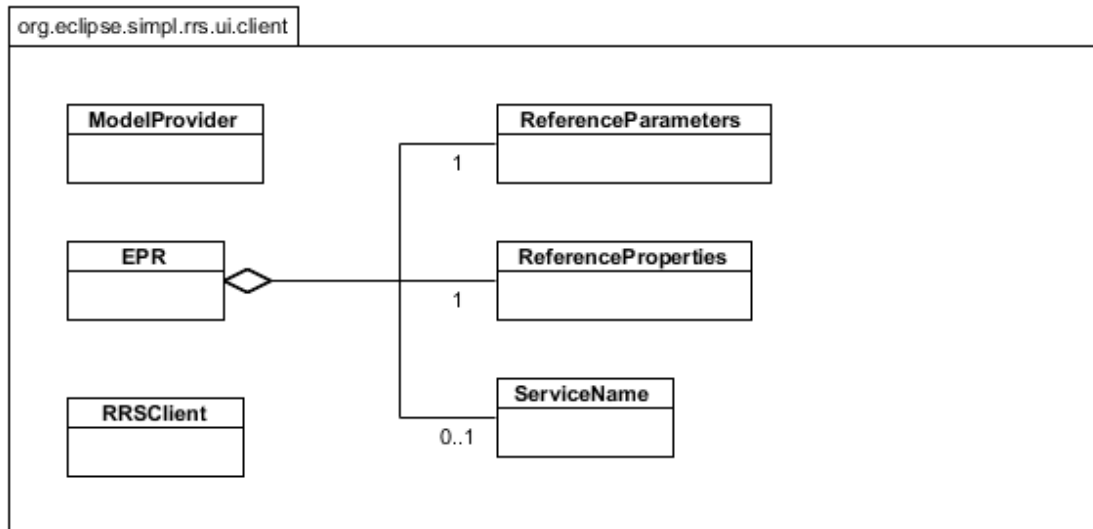 org.eclipse.simpl.rrs.ui.client
ModelProvider
ReferenceParameters
1
EPR
ReferenceProperties
1
ServiceName
RRSClient
0..1